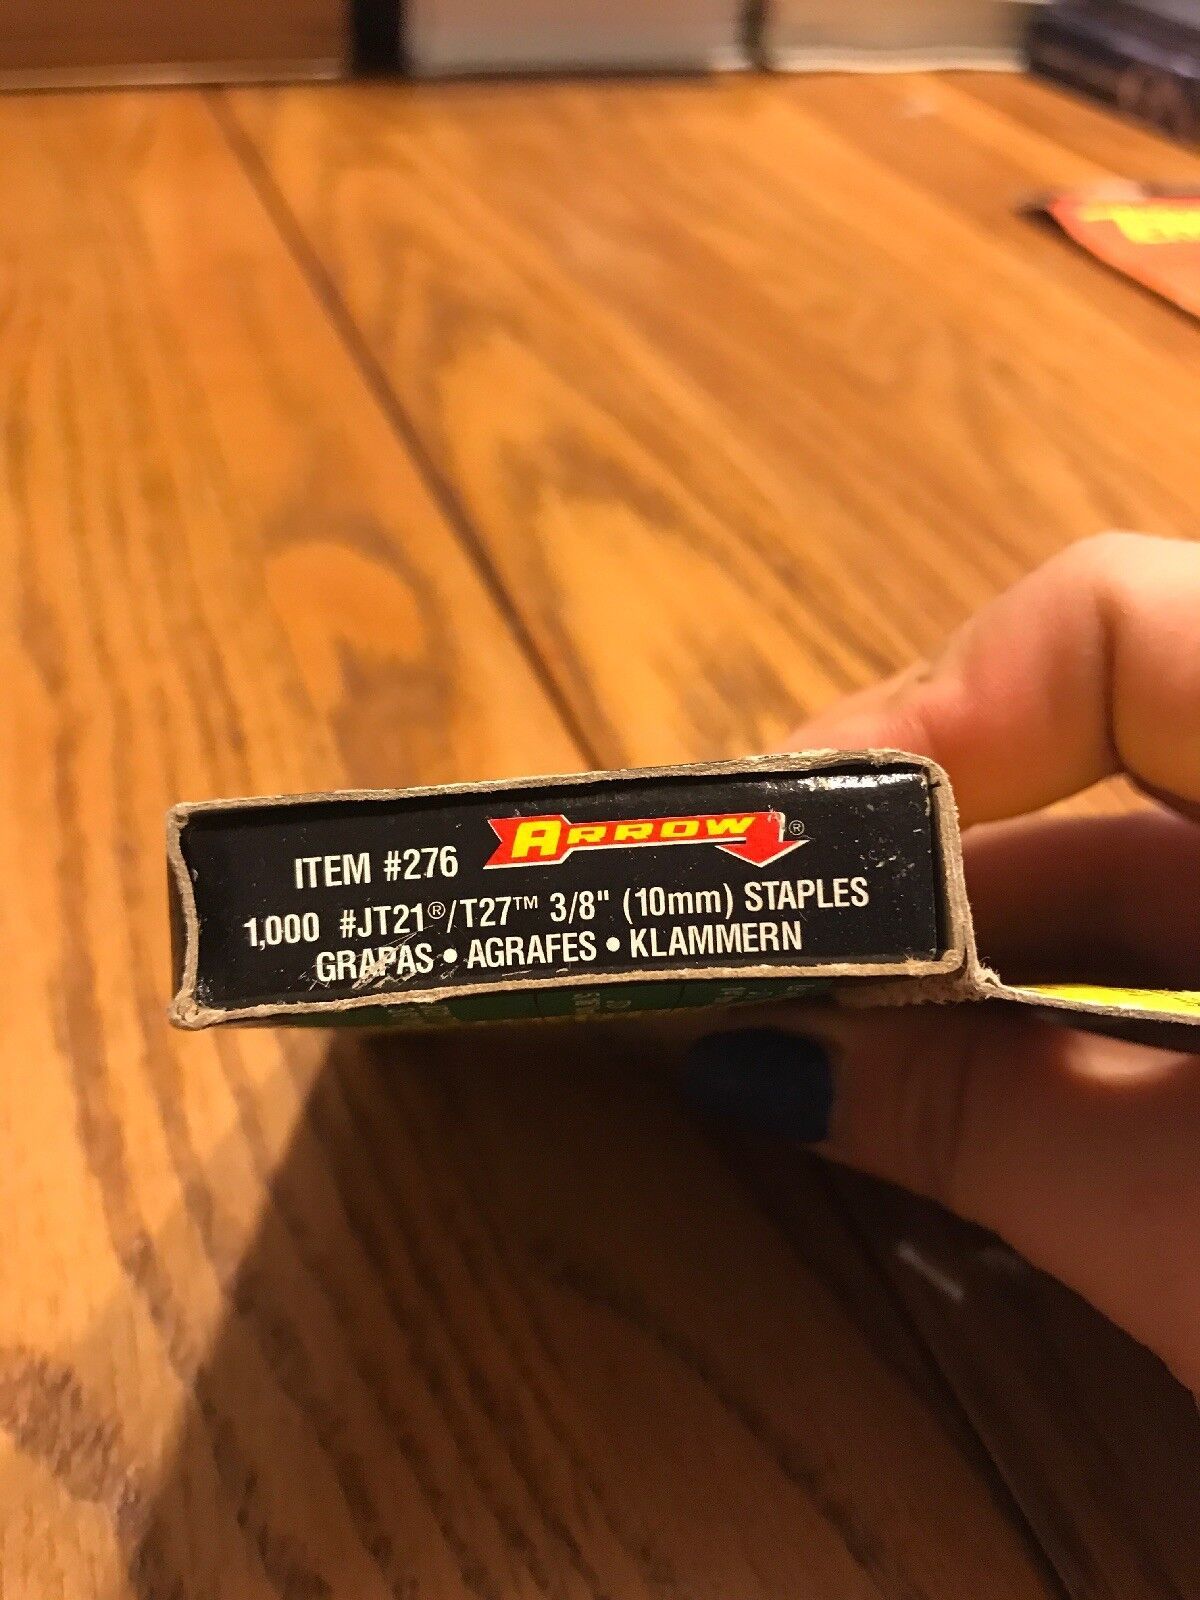 ARROW®
ITEM #276
1,000 #JT21®/T27™ 3/8" (10mm) STAPLES
GRAPAS • AGRAFES • KLAMMERN